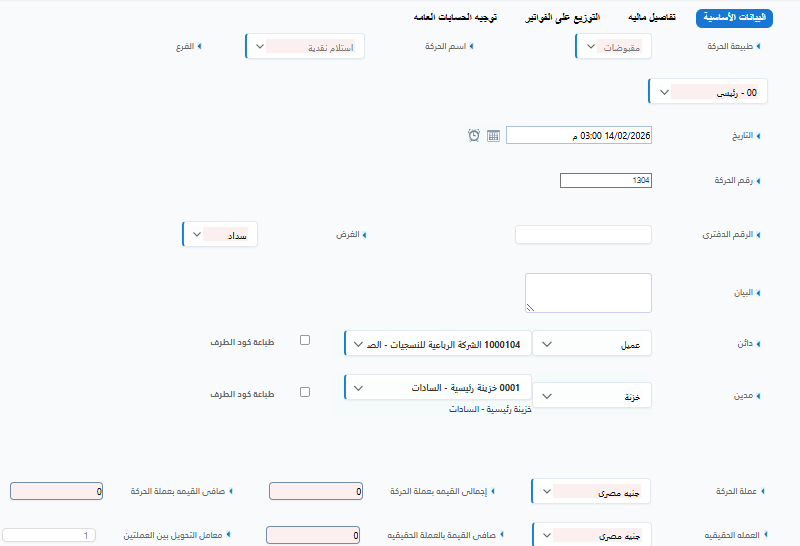 البيانات الأساسية تفاصيل ماليه التوزيع على الفواتير توجيه الحسابات العامه
طبيعة الحركة مقبوضات اسم الحركة استلام نقدية الفرع
00 - رئيسى
التاريخ 14/02/2026 03:00 م
رقم الحركة 1304
الرقم الدفترى الغرض سداد
البيان
دائن عميل 1000104 الشركة الرباعية للنسجيات - الص طباعة كود الطرف
مدين خزنة 0001 خزينة رئيسية - السادات طباعة كود الطرف
خزينة رئيسية - السادات
عملة الحركة جنيه مصرى إجمالى القيمه بعملة الحركة 0 صافى القيمه بعملة الحركة 0
العمله الحقيقيه جنيه مصرى صافى القيمة بالعملة الحقيقيه 0 معامل التحويل بين العملتين 1